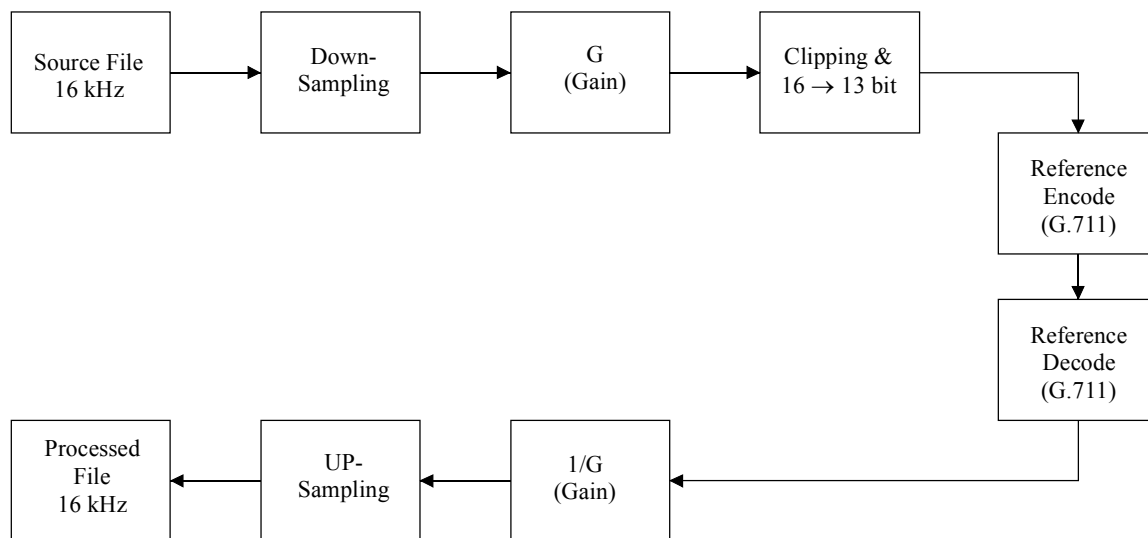 Source File
16 kHz
Down-
Sampling
G
(Gain)
Clipping &
16 → 13 bit
Reference
Encode
(G.711)
Reference
Decode
(G.711)
1/G
(Gain)
UP-
Sampling
Processed
File
16 kHz